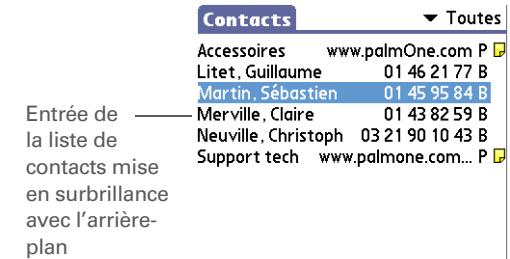 Contacts ▼ Toutes
Accessoires www.palmOne.com P
Litet, Guillaume 01 46 21 77 B
Martin, Sébastien 01 45 95 84 B
Merville, Claire 01 43 82 59 B
Neuville, Christoph 03 21 90 10 43 B
Support tech www.palmone.com... P
Entrée de
la liste de
contacts mise
en surbrillance
avec l'arrière-
plan